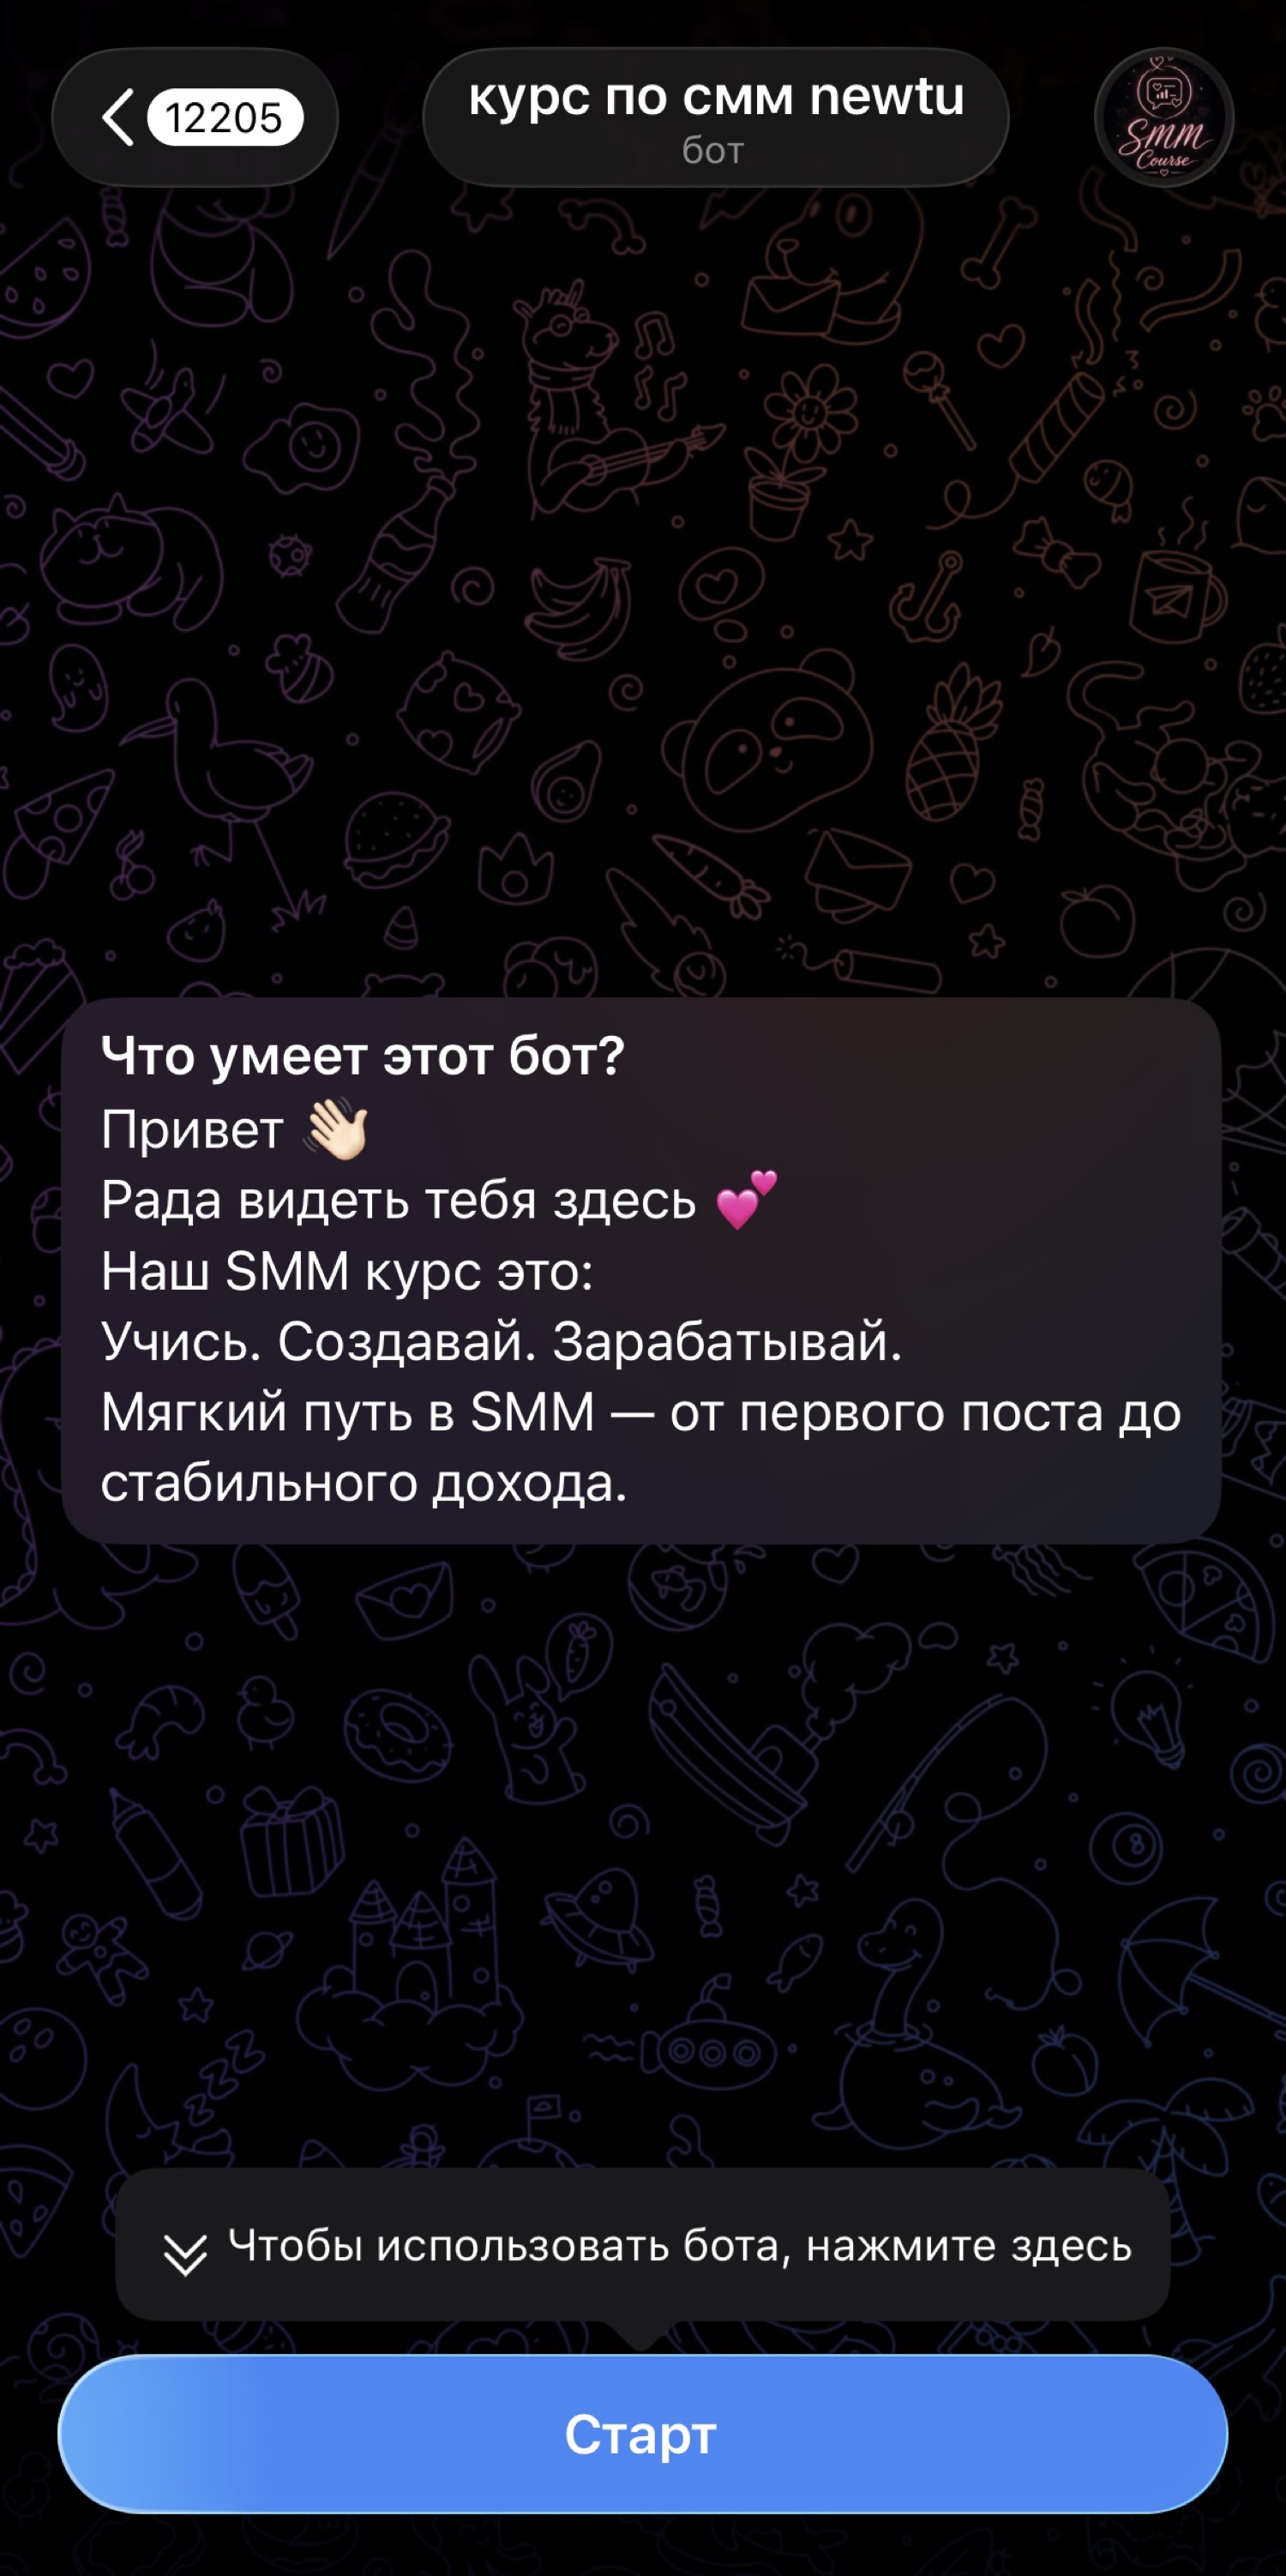 12205
курс по смм newtu
бот
Smm
Course
Что умеет этот бот?
Привет 👋🏻
Рада видеть тебя здесь 💕
Наш SMM курс это:
Учись. Создавай. Зарабатывай.
Мягкий путь в SMM — от первого поста до
стабильного дохода.
Чтобы использовать бота, нажмите здесь
Старт